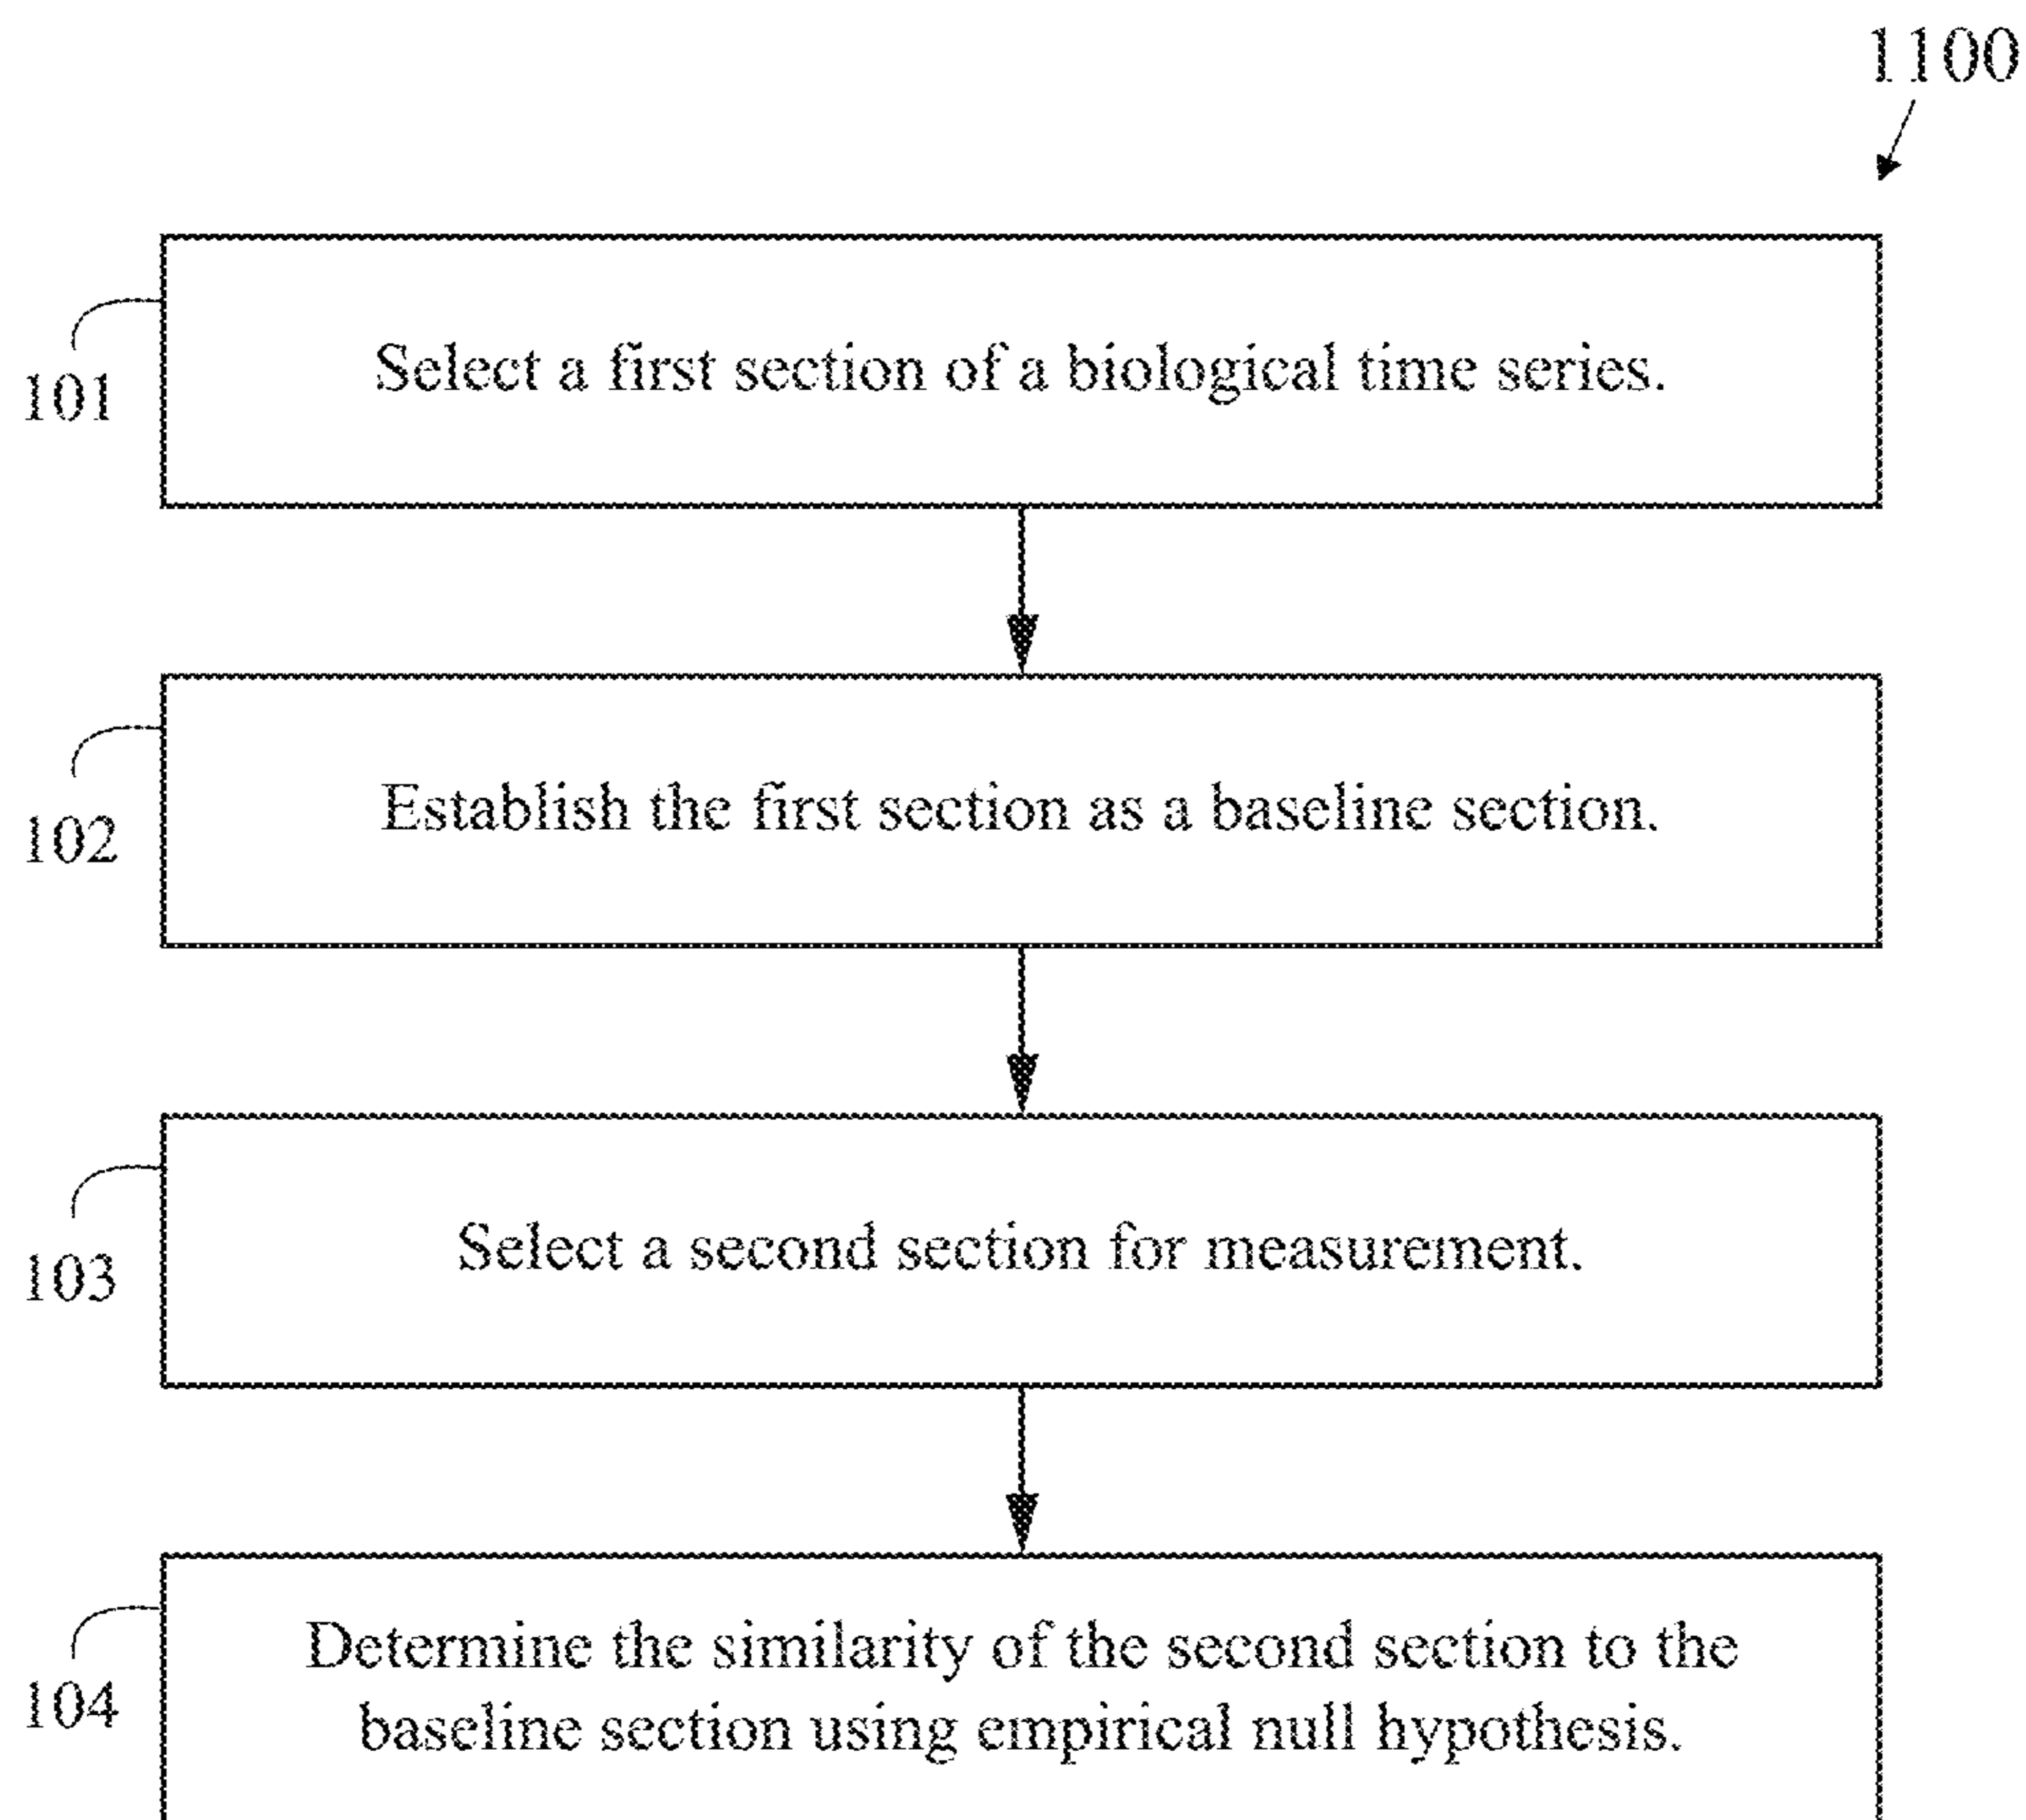 1100
101
Select a first section of a biological time series.
102
Establish the first section as a baseline section.
103
Select a second section for measurement.
104
Determine the similarity of the second section to the
baseline section using empirical null hypothesis.